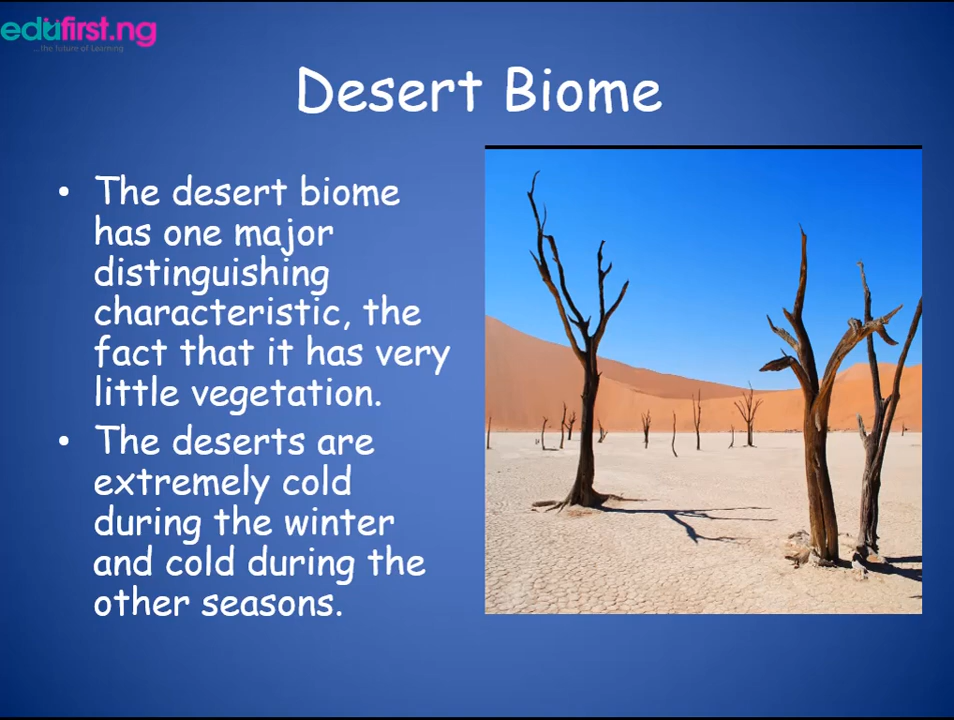 edufirst.ng
...the future of Learning
Desert Biome
• The desert biome
has one major
distinguishing
characteristic, the
fact that it has very
little vegetation.
• The deserts are
extremely cold
during the winter
and cold during the
other seasons.